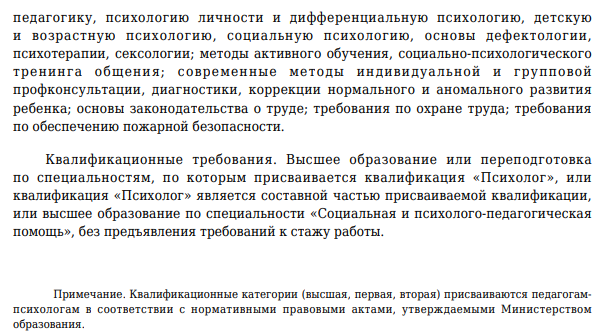 педагогику, психологию личности и дифференциальную психологию, детскую
и возрастную психологию, социальную психологию, основы дефектологии,
психотерапии, сексологии; методы активного обучения, социально-психологического
тренинга общения; современные методы индивидуальной и групповой
профконсультации, диагностики, коррекции нормального и аномального развития
ребенка; основы законодательства о труде; требования по охране труда; требования
по обеспечению пожарной безопасности.
Квалификационные требования. Высшее образование или переподготовка
по специальностям, по которым присваивается квалификация «Психолог», или
квалификация «Психолог» является составной частью присваиваемой квалификации,
или высшее образование по специальности «Социальная и психолого-педагогическая
помощь», без предъявления требований к стажу работы.
Примечание. Квалификационные категории (высшая, первая, вторая) присваиваются педагогам-
психологам в соответствии с нормативными правовыми актами, утверждаемыми Министерством
образования.